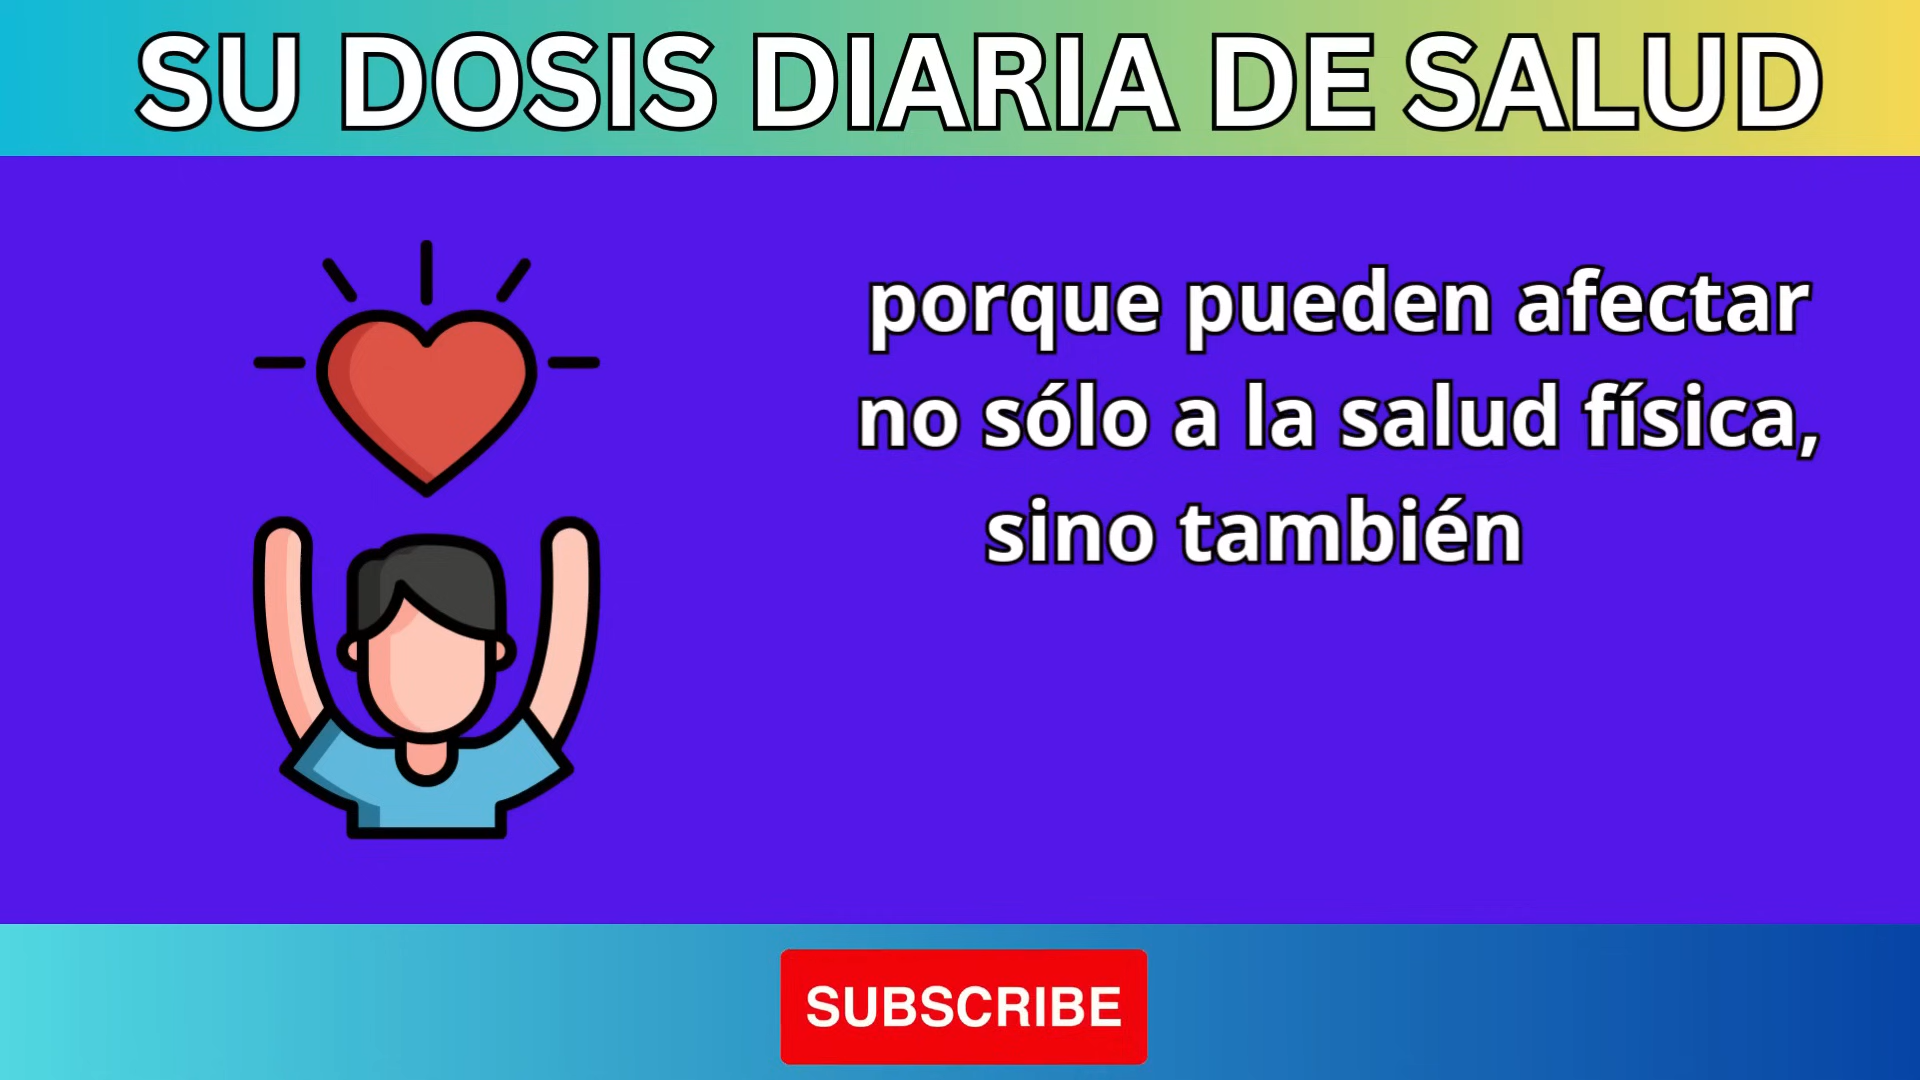 SU DOSIS DIARIA DE SALUD
porque pueden afectar
no sólo a la salud física,
sino también
SUBSCRIBE